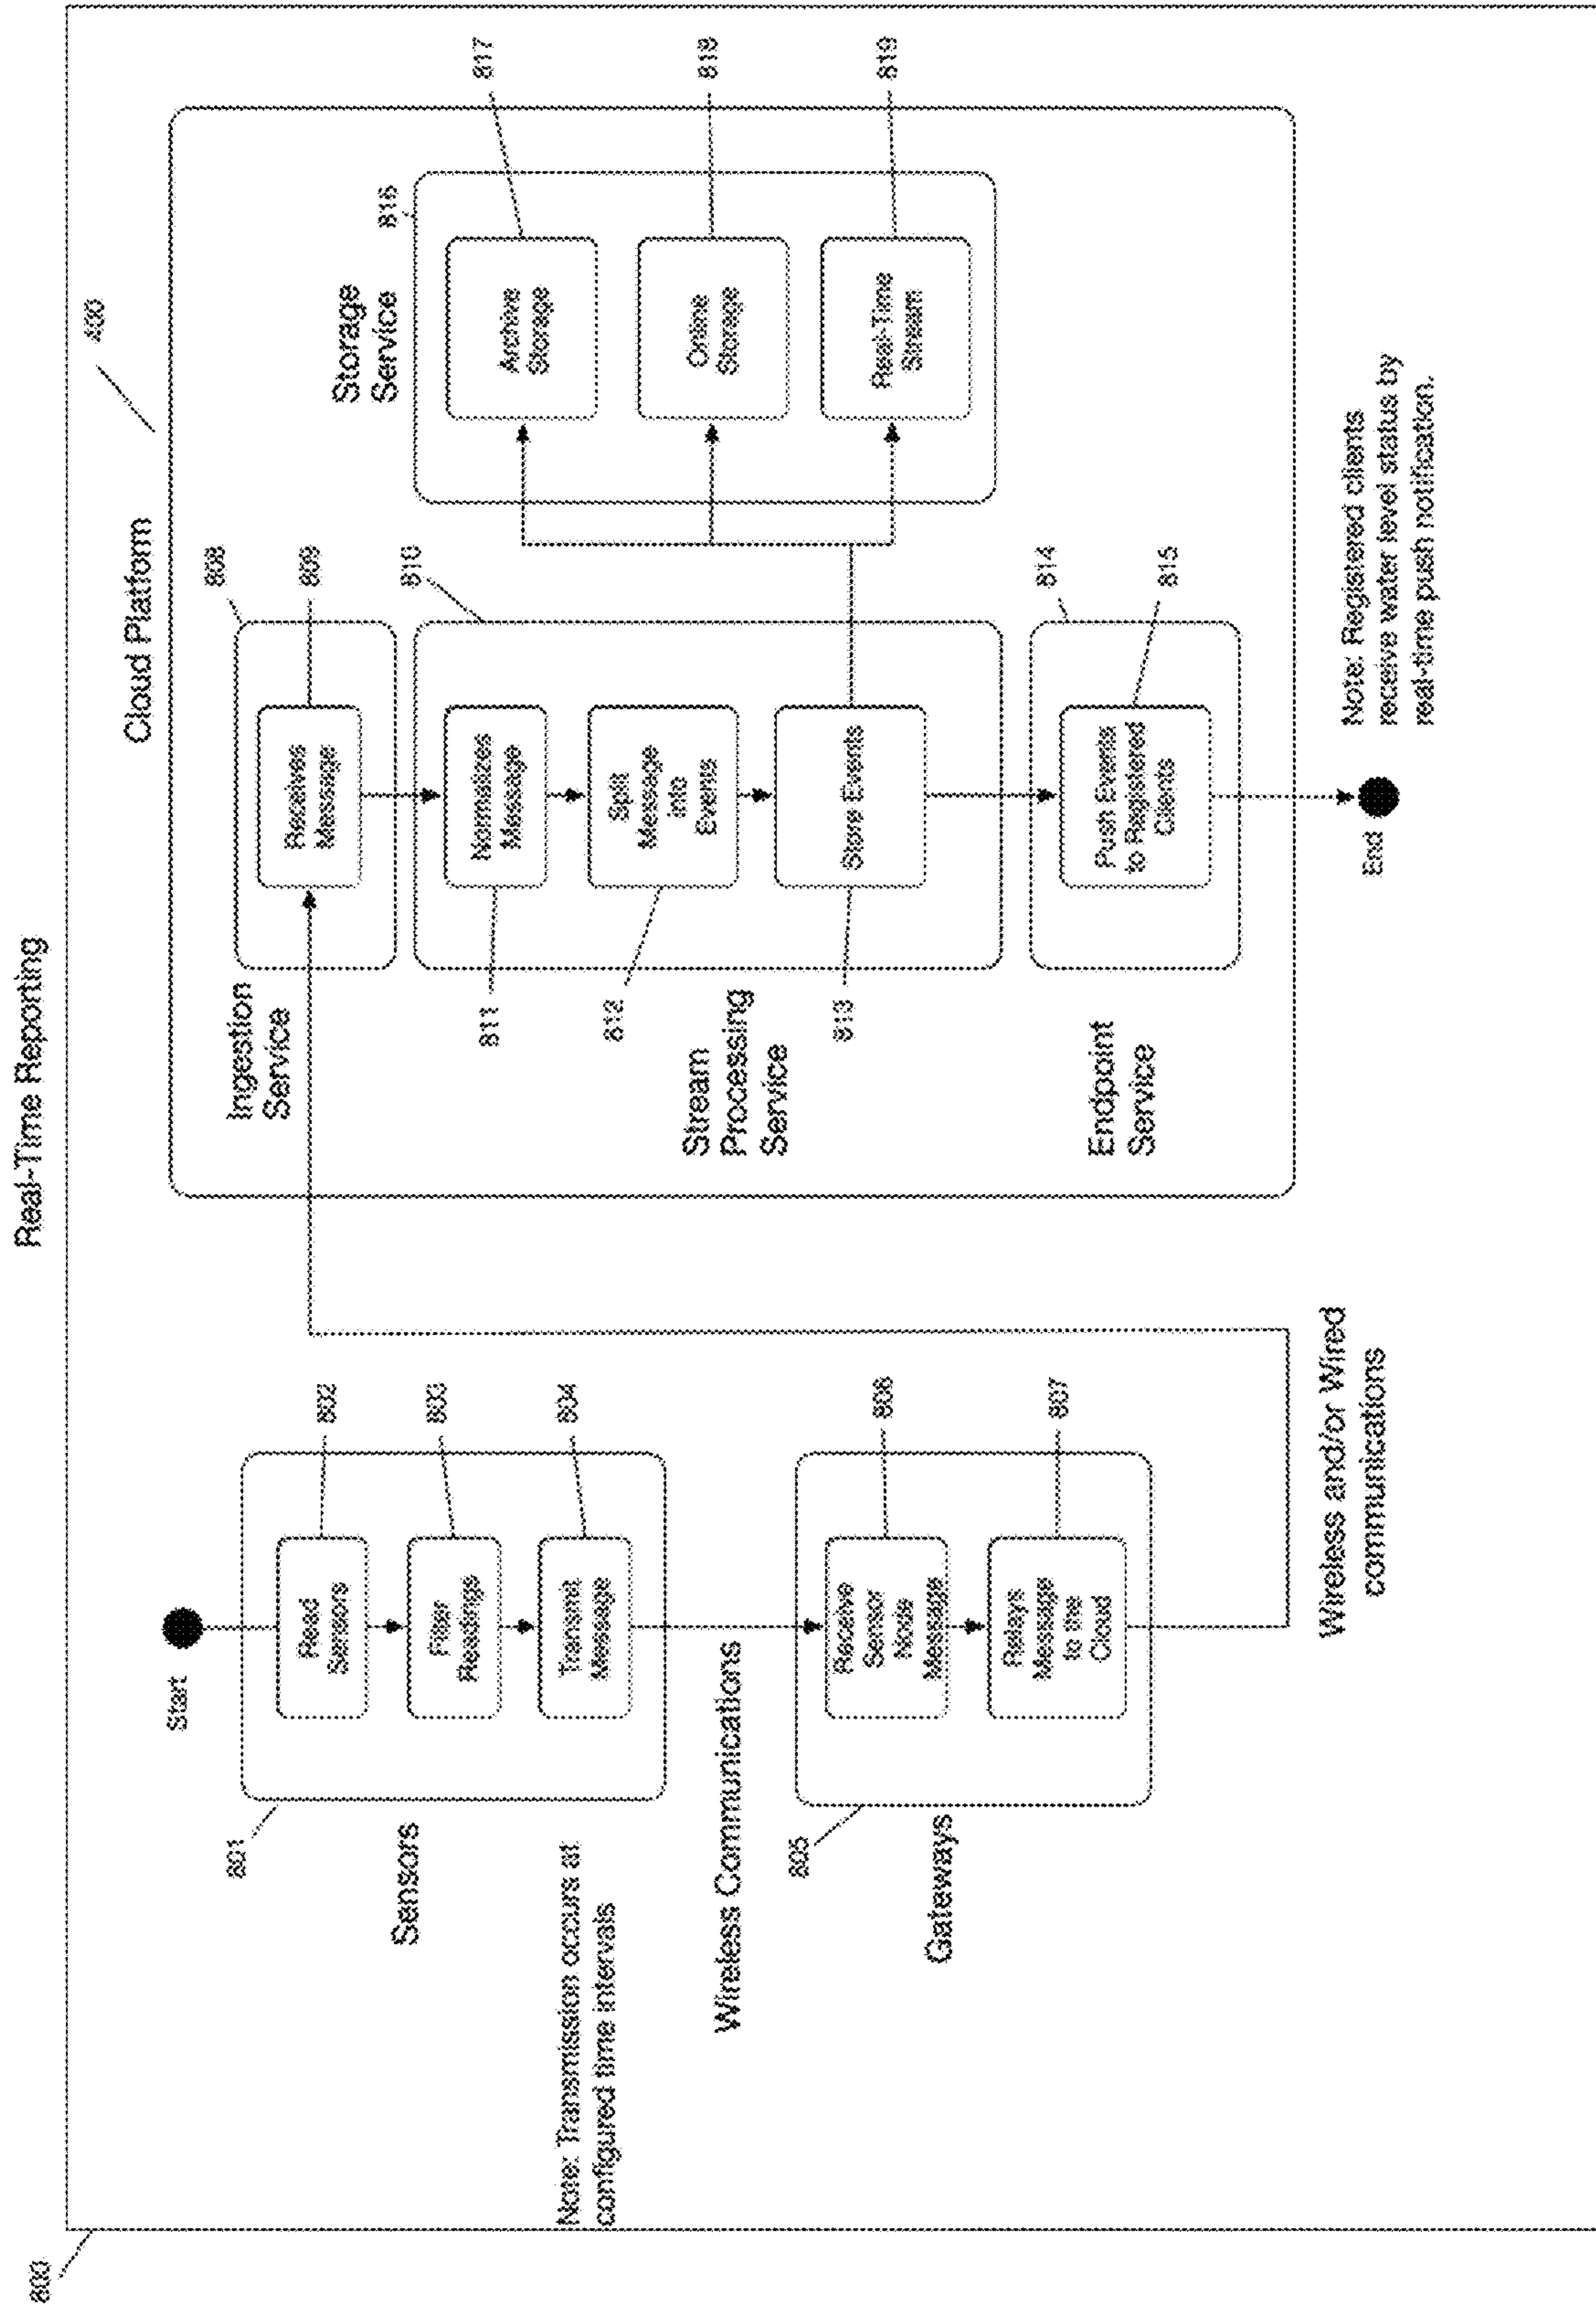 Real-Time Reporting
800
Start
801
Sensors
Read
Sensors
802
Filter
Readings
803
Transmit
Message
804
Note: Transmission occurs at
configured time intervals
Wireless Communications
805
Gateways
Receive
Sensor
Node
Message
806
Relays
Message
to the
Cloud
807
Wireless and/or Wired
communications
Cloud Platform
400
Ingestion
Service
808
Receives
Message
809
Stream
Processing
Service
810
Normalizes
Message
811
Split
Message
into
Events
812
Store Events
813
Endpoint
Service
814
Push Events
to Registered
Clients
815
Storage
Service
816
Archive
Storage
817
Online
Storage
818
Real-Time
Stream
819
End
Note: Registered clients
receive water level status by
real-time push notification.